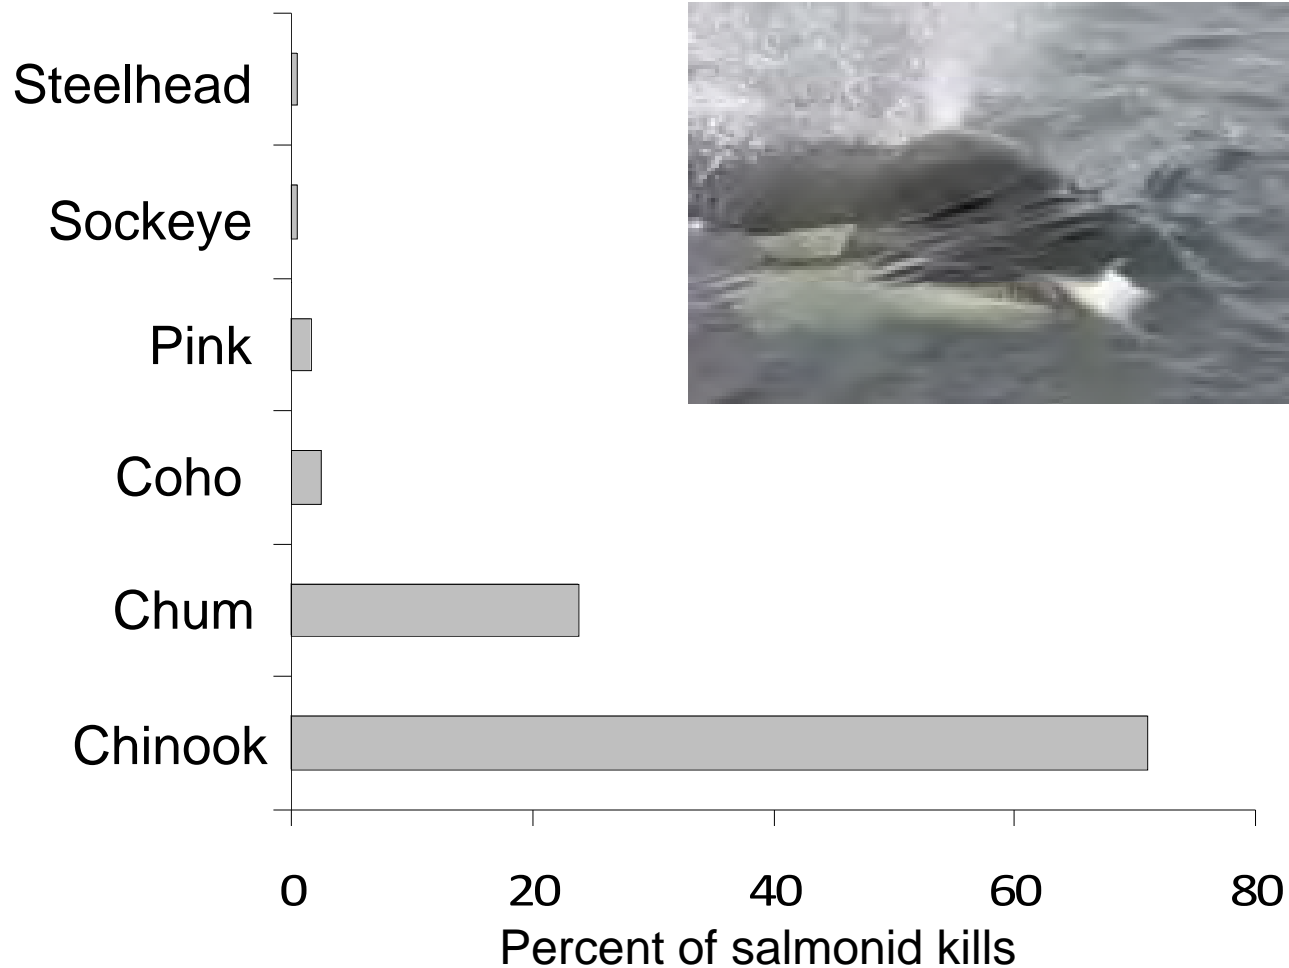 Steelhead
Sockeye
Pink
Coho
Chum
Chinook
0 20 40 60 80
Percent of salmonid kills